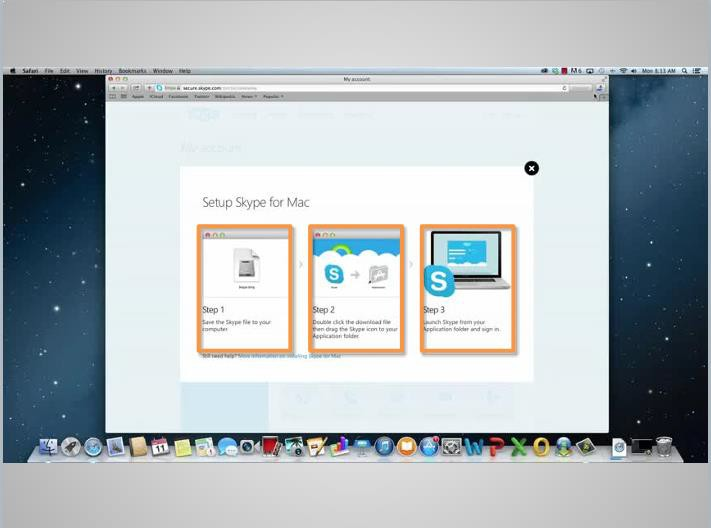 Safari File Edit View History Bookmarks Window Help
Mon 8:13 AM
My account
secure.skype.com
Apple iCloud Facebook Twitter Wikipedia News Popular
My account
Setup Skype for Mac
Step 1
Save the Skype file to your
computer.
Step 2
Double click the download file
then drag the Skype icon to your
Application folder.
Step 3
Launch Skype from your
Application folder and sign in.
Still need help? More information on installing Skype for Mac